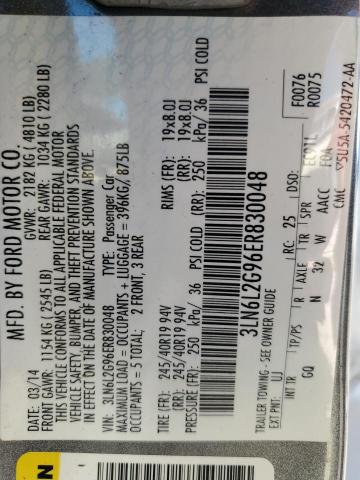 MFD. BY FORD MOTOR CO.
03/14 GVWR: 2182 KG ( 4810 LB)
FRONT GAWR: 1154 KG ( 2545 LB) REAR GAWR: 1034 KG ( 2280 LB)
THIS VEHICLE CONFORMS TO ALL APPLICABLE FEDERAL MOTOR
VEHICLE SAFETY, BUMPER, AND THEFT PREVENTION STANDARDS
IN EFFECT ON THE DATE OF MANUFACTURE SHOWN ABOVE.
VIN: 3LN6L2G96ER830048 TYPE: Passenger Car
MAXIMUM LOAD = OCCUPANTS + LUGGAGE = 396KG/ 875LB
OCCUPANTS = 5 TOTAL: 2 FRONT, 3 REAR
TIRE (FR): 245/40R19 94V RIMS (FR): 19x8.0J
(RR): 245/40R19 94V (RR): 19x8.0J
PRESSURE (FR): 250 kPa/ 36 PSI COLD (RR): 250 kPa/ 36 PSI COLD
3LN6L2G96ER830048
F0076
R0075
TRAILER TOWING - SEE OWNER GUIDE
EXT PNT: UJ RC: 25 DSO:
INT TR TP/PS R AXLE TR SPR
GQ N 32 W AACC F04
CMC
5U5A-5420472-AA
N